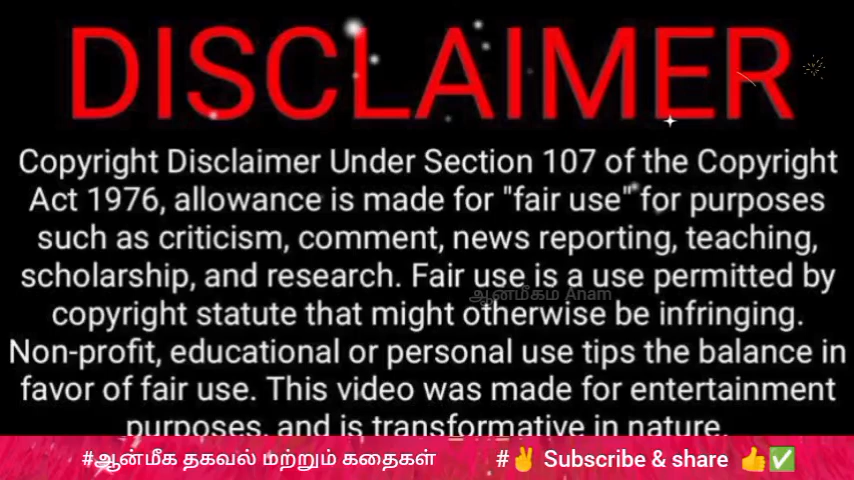 DISCLAIMER
Copyright Disclaimer Under Section 107 of the Copyright
Act 1976, allowance is made for "fair use" for purposes
such as criticism, comment, news reporting, teaching,
scholarship, and research. Fair use is a use permitted by
ஆன்மீகம் Anam
copyright statute that might otherwise be infringing.
Non-profit, educational or personal use tips the balance in
favor of fair use. This video was made for entertainment
purposes, and is transformative in nature.
#ஆன்மீக தகவல் மற்றும் கதைகள் #✌️ Subscribe & share 👍✅